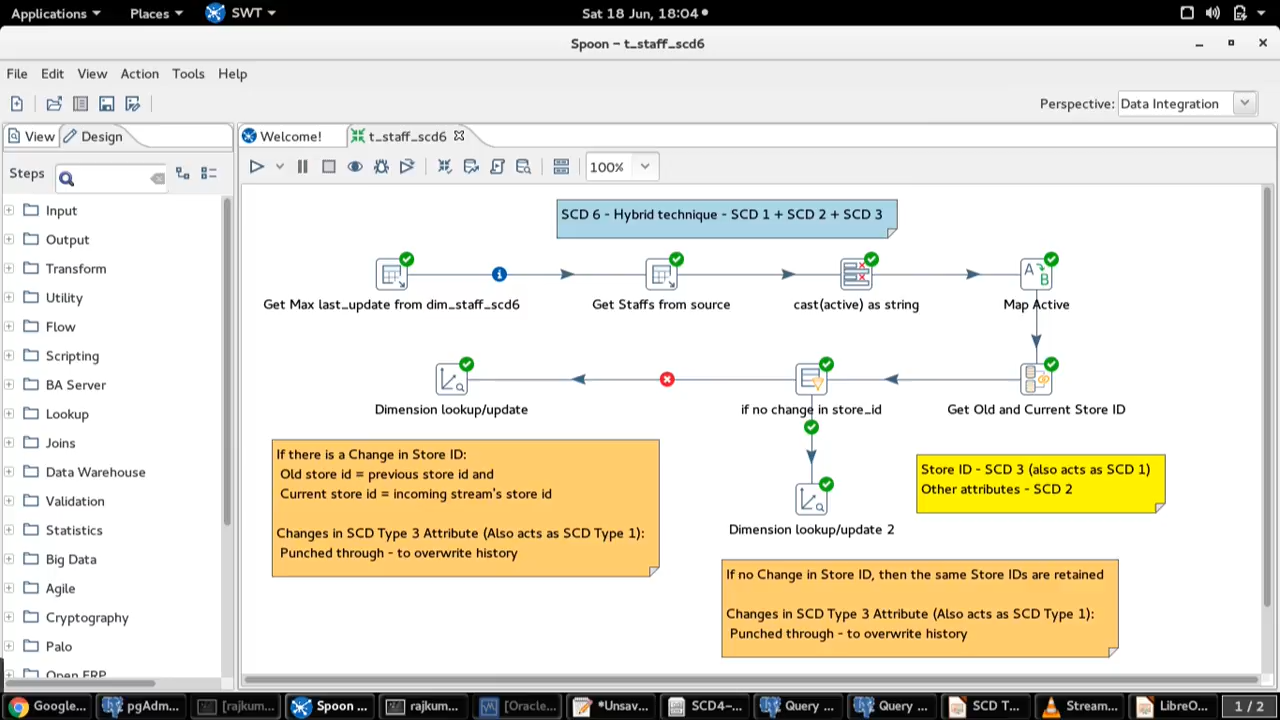 Applications Places SWT Sat 18 Jun, 18:04
Spoon - t_staff_scd6
File Edit View Action Tools Help
Perspective: Data Integration
View Design Welcome! t_staff_scd6
Steps 100%
Input
Output
Transform
Utility
Flow
Scripting
BA Server
Lookup
Joins
Data Warehouse
Validation
Statistics
Big Data
Agile
Cryptography
Palo
Open ERP
SCD 6 - Hybrid technique - SCD 1 + SCD 2 + SCD 3
Get Max last_update from dim_staff_scd6 Get Staffs from source cast(active) as string Map Active
Dimension lookup/update if no change in store_id Get Old and Current Store ID
If there is a Change in Store ID:
Old store id = previous store id and
Current store id = incoming stream's store id
Changes in SCD Type 3 Attribute (Also acts as SCD Type 1):
Punched through - to overwrite history
Store ID - SCD 3 (also acts as SCD 1)
Other attributes - SCD 2
Dimension lookup/update 2
If no Change in Store ID, then the same Store IDs are retained
Changes in SCD Type 3 Attribute (Also acts as SCD Type 1):
Punched through - to overwrite history
Google... pgAdm... [rajkum... Spoon ... rajkum... [Oracle... *Unsav... SCD4-... Query ... Query ... SCD T... Stream... LibreO... 1 / 2